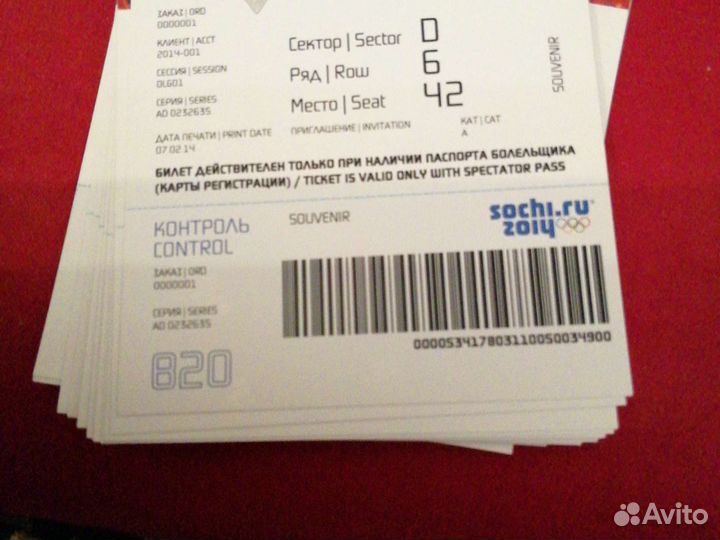 ЗАКАЗ | ORD
0000001
КЛИЕНТ | ACCT
2014-001
СЕССИЯ | SESSION
OLG01
СЕРИЯ | SERIES
AD 0232635
ДАТА ПЕЧАТИ | PRINT DATE
07.02.14
Сектор | Sector D
Ряд | Row 6
Место | Seat 42
ПРИГЛАШЕНИЕ | INVITATION
КАТ | CAT
A
SOUVENIR
БИЛЕТ ДЕЙСТВИТЕЛЕН ТОЛЬКО ПРИ НАЛИЧИИ ПАСПОРТА БОЛЕЛЬЩИКА
(КАРТЫ РЕГИСТРАЦИИ) / TICKET IS VALID ONLY WITH SPECTATOR PASS
КОНТРОЛЬ
CONTROL
SOUVENIR
sochi.ru
2014
ЗАКАЗ | ORD
0000001
СЕРИЯ | SERIES
AD 0232635
820
000053417803110050034900
Avito